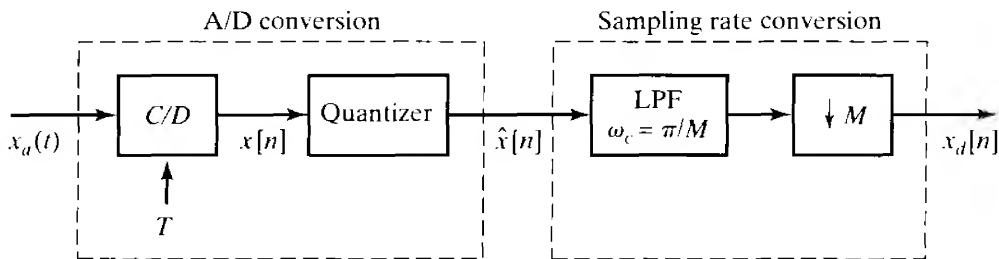 A/D conversion
Sampling rate conversion
C/D
Quantizer
LPF
ω_c = π/M
↓ M
x_a(t)
x[n]
x̂[n]
x_d[n]
T